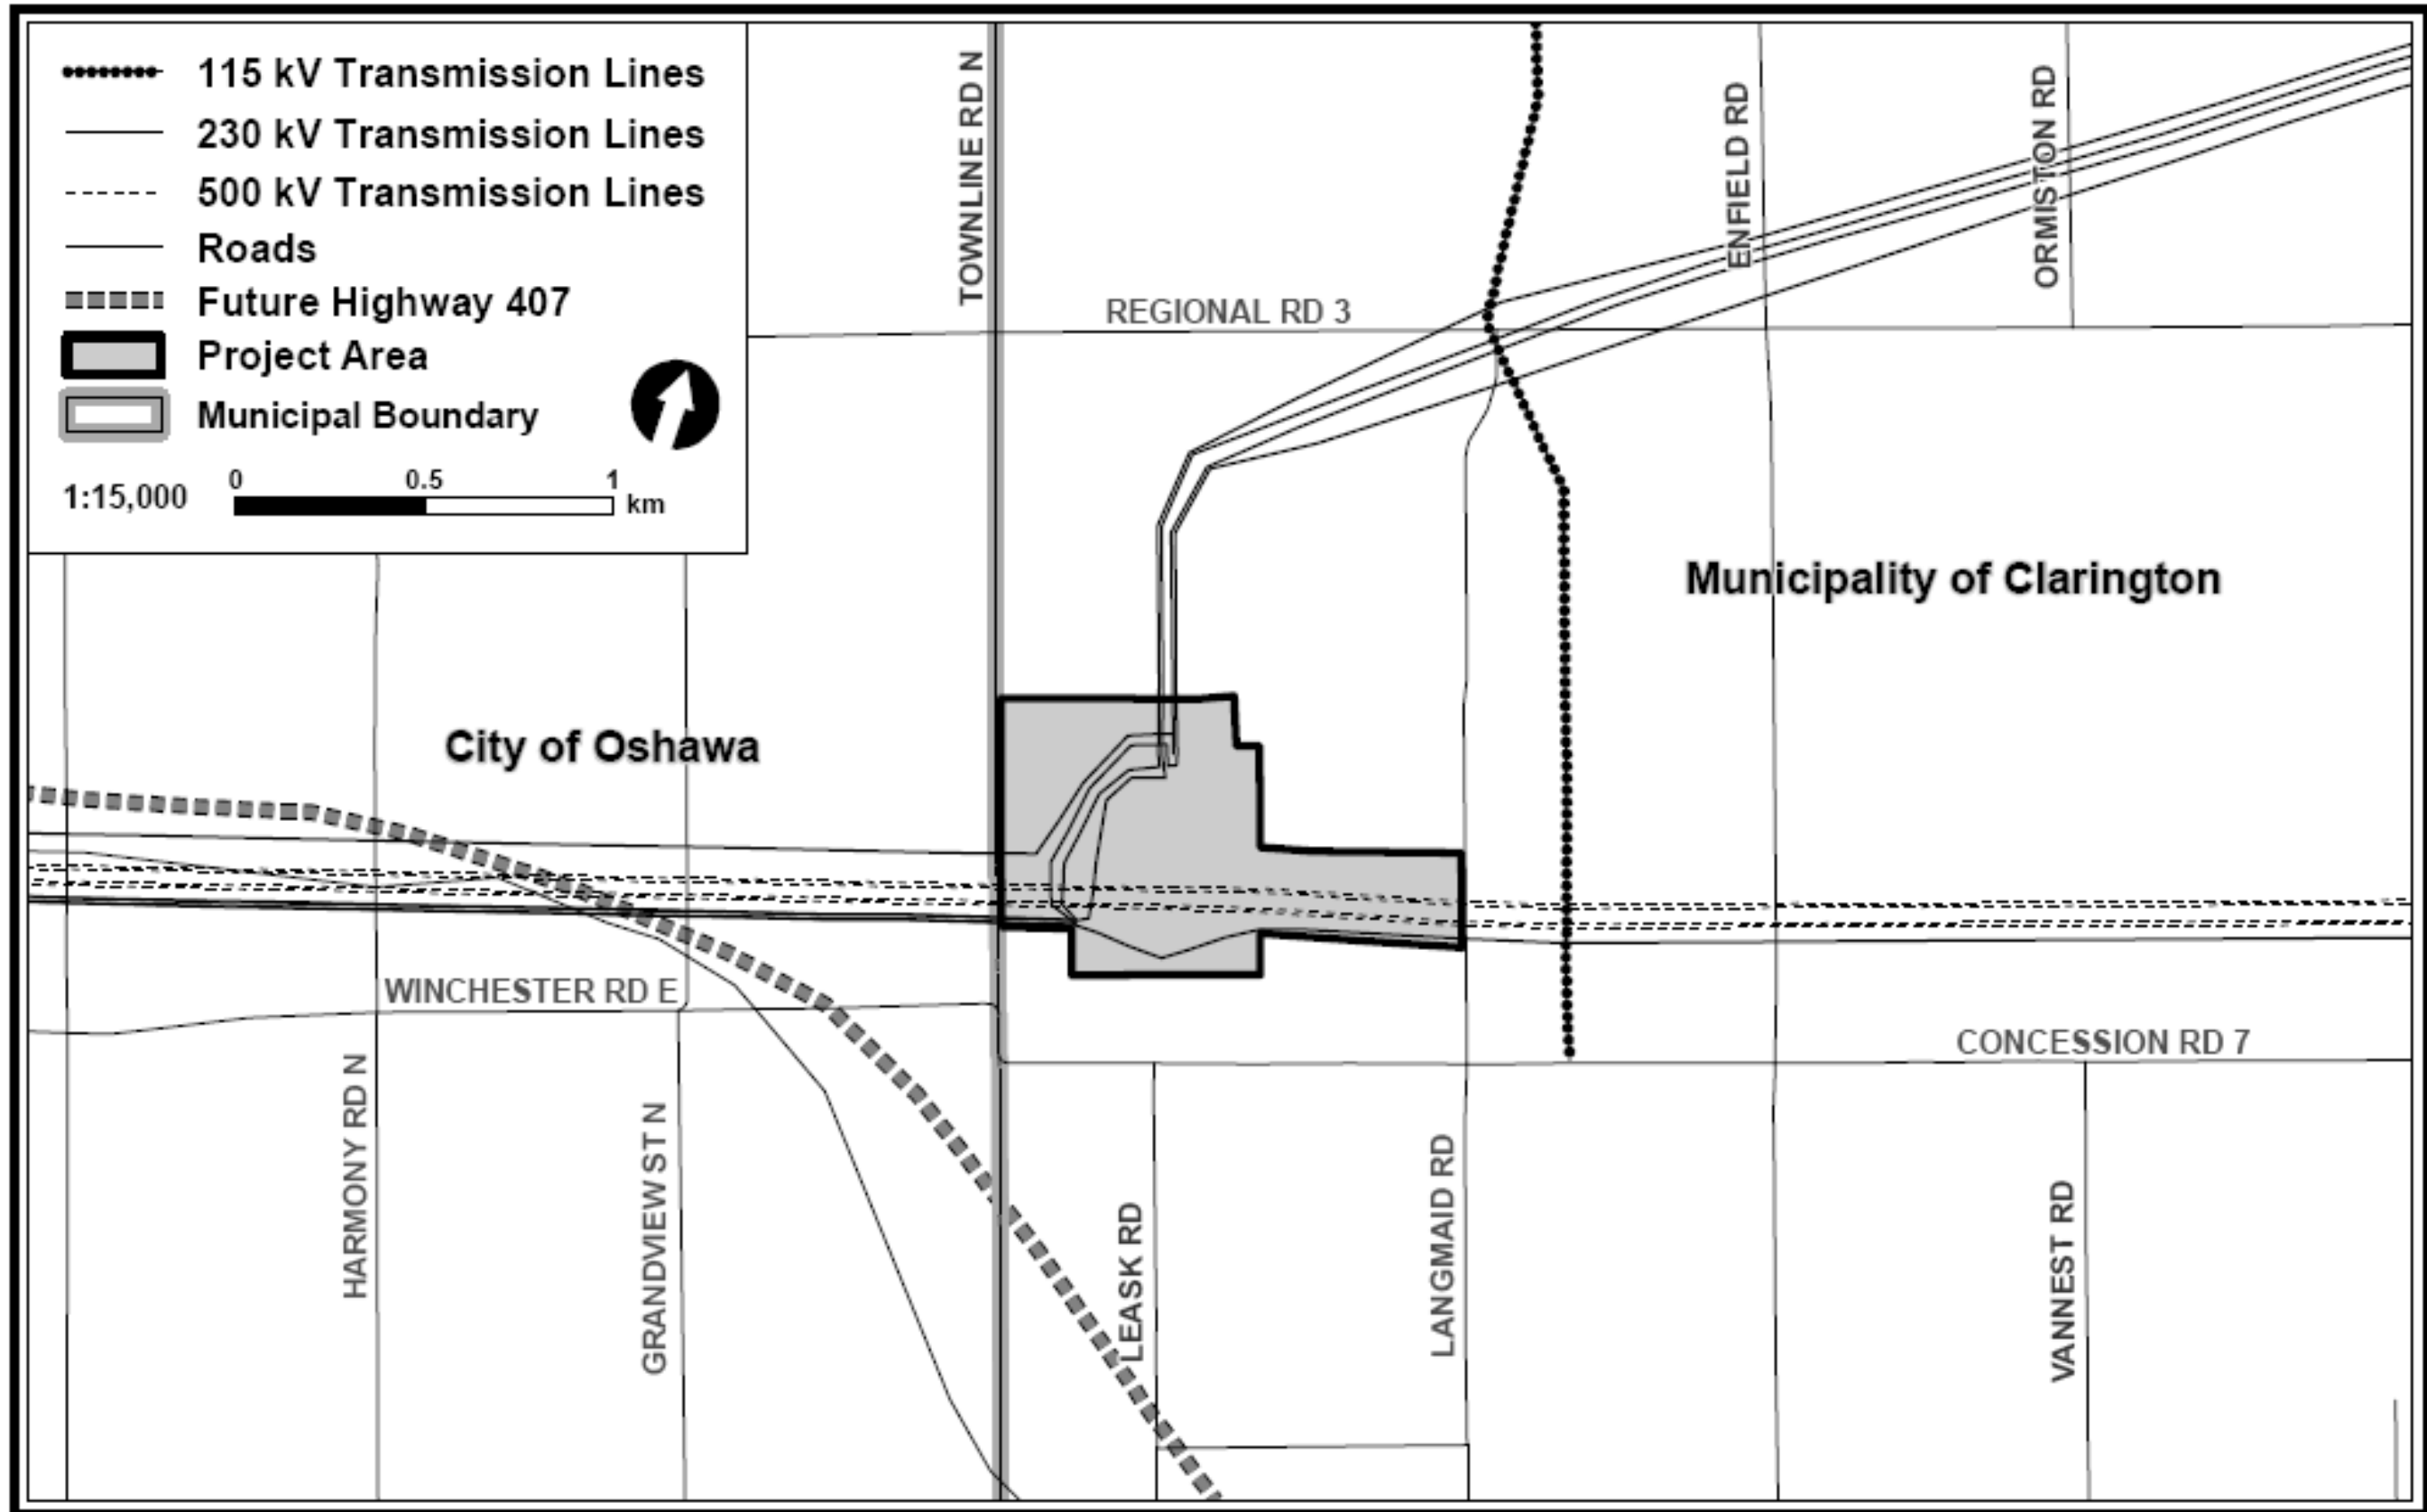 115 kV Transmission Lines
230 kV Transmission Lines
500 kV Transmission Lines
Roads
Future Highway 407
Project Area
Municipal Boundary
1:15,000
0 0.5 1
km
TOWNLINE RD N
REGIONAL RD 3
ENFIELD RD
ORMISTON RD
Municipality of Clarington
City of Oshawa
WINCHESTER RD E
CONCESSION RD 7
HARMONY RD N
GRANDVIEW ST N
LEASK RD
LANGMAID RD
VANNEST RD